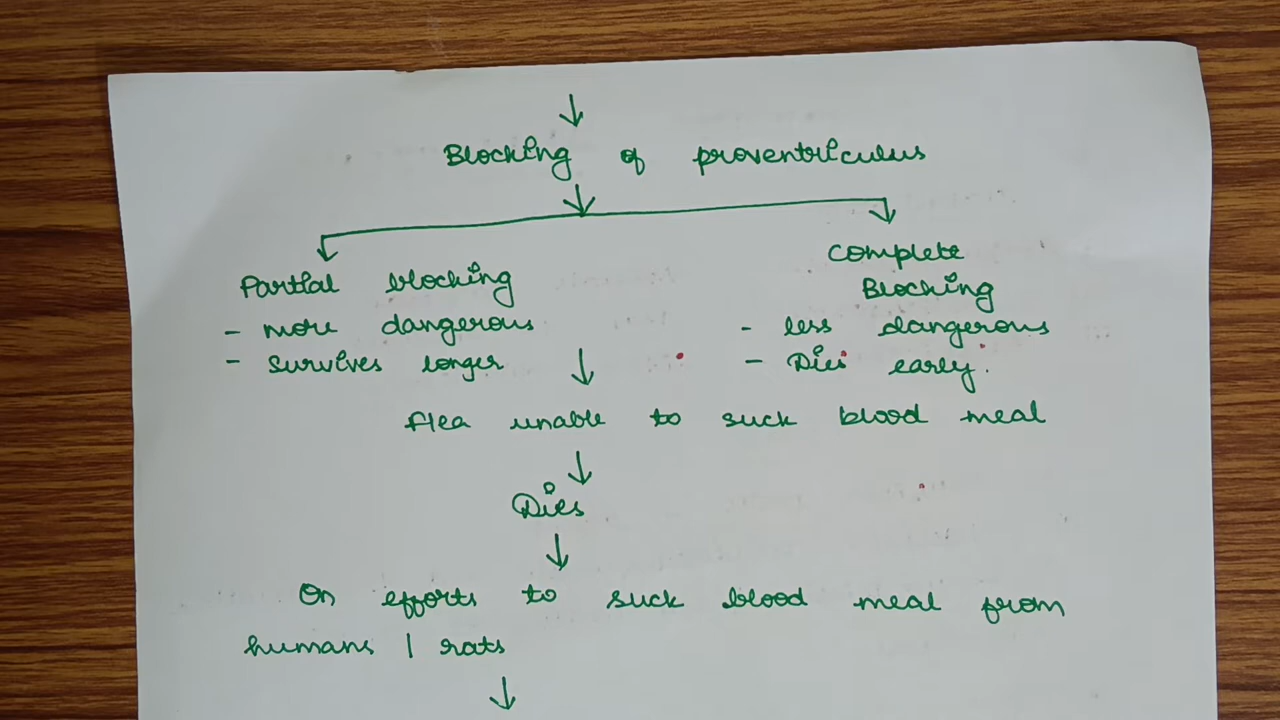 Blocking of proventriculus
Partial blocking
- more dangerous
- survives longer
complete
Blocking
- less dangerous
- Dies early.
flea unable to suck blood meal
Dies
On efforts to suck blood meal from
humans | rats